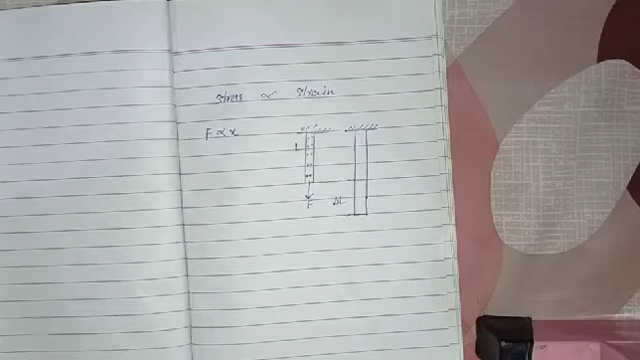 Stress ∝ Strain
F ∝ x
L
F
ΔL